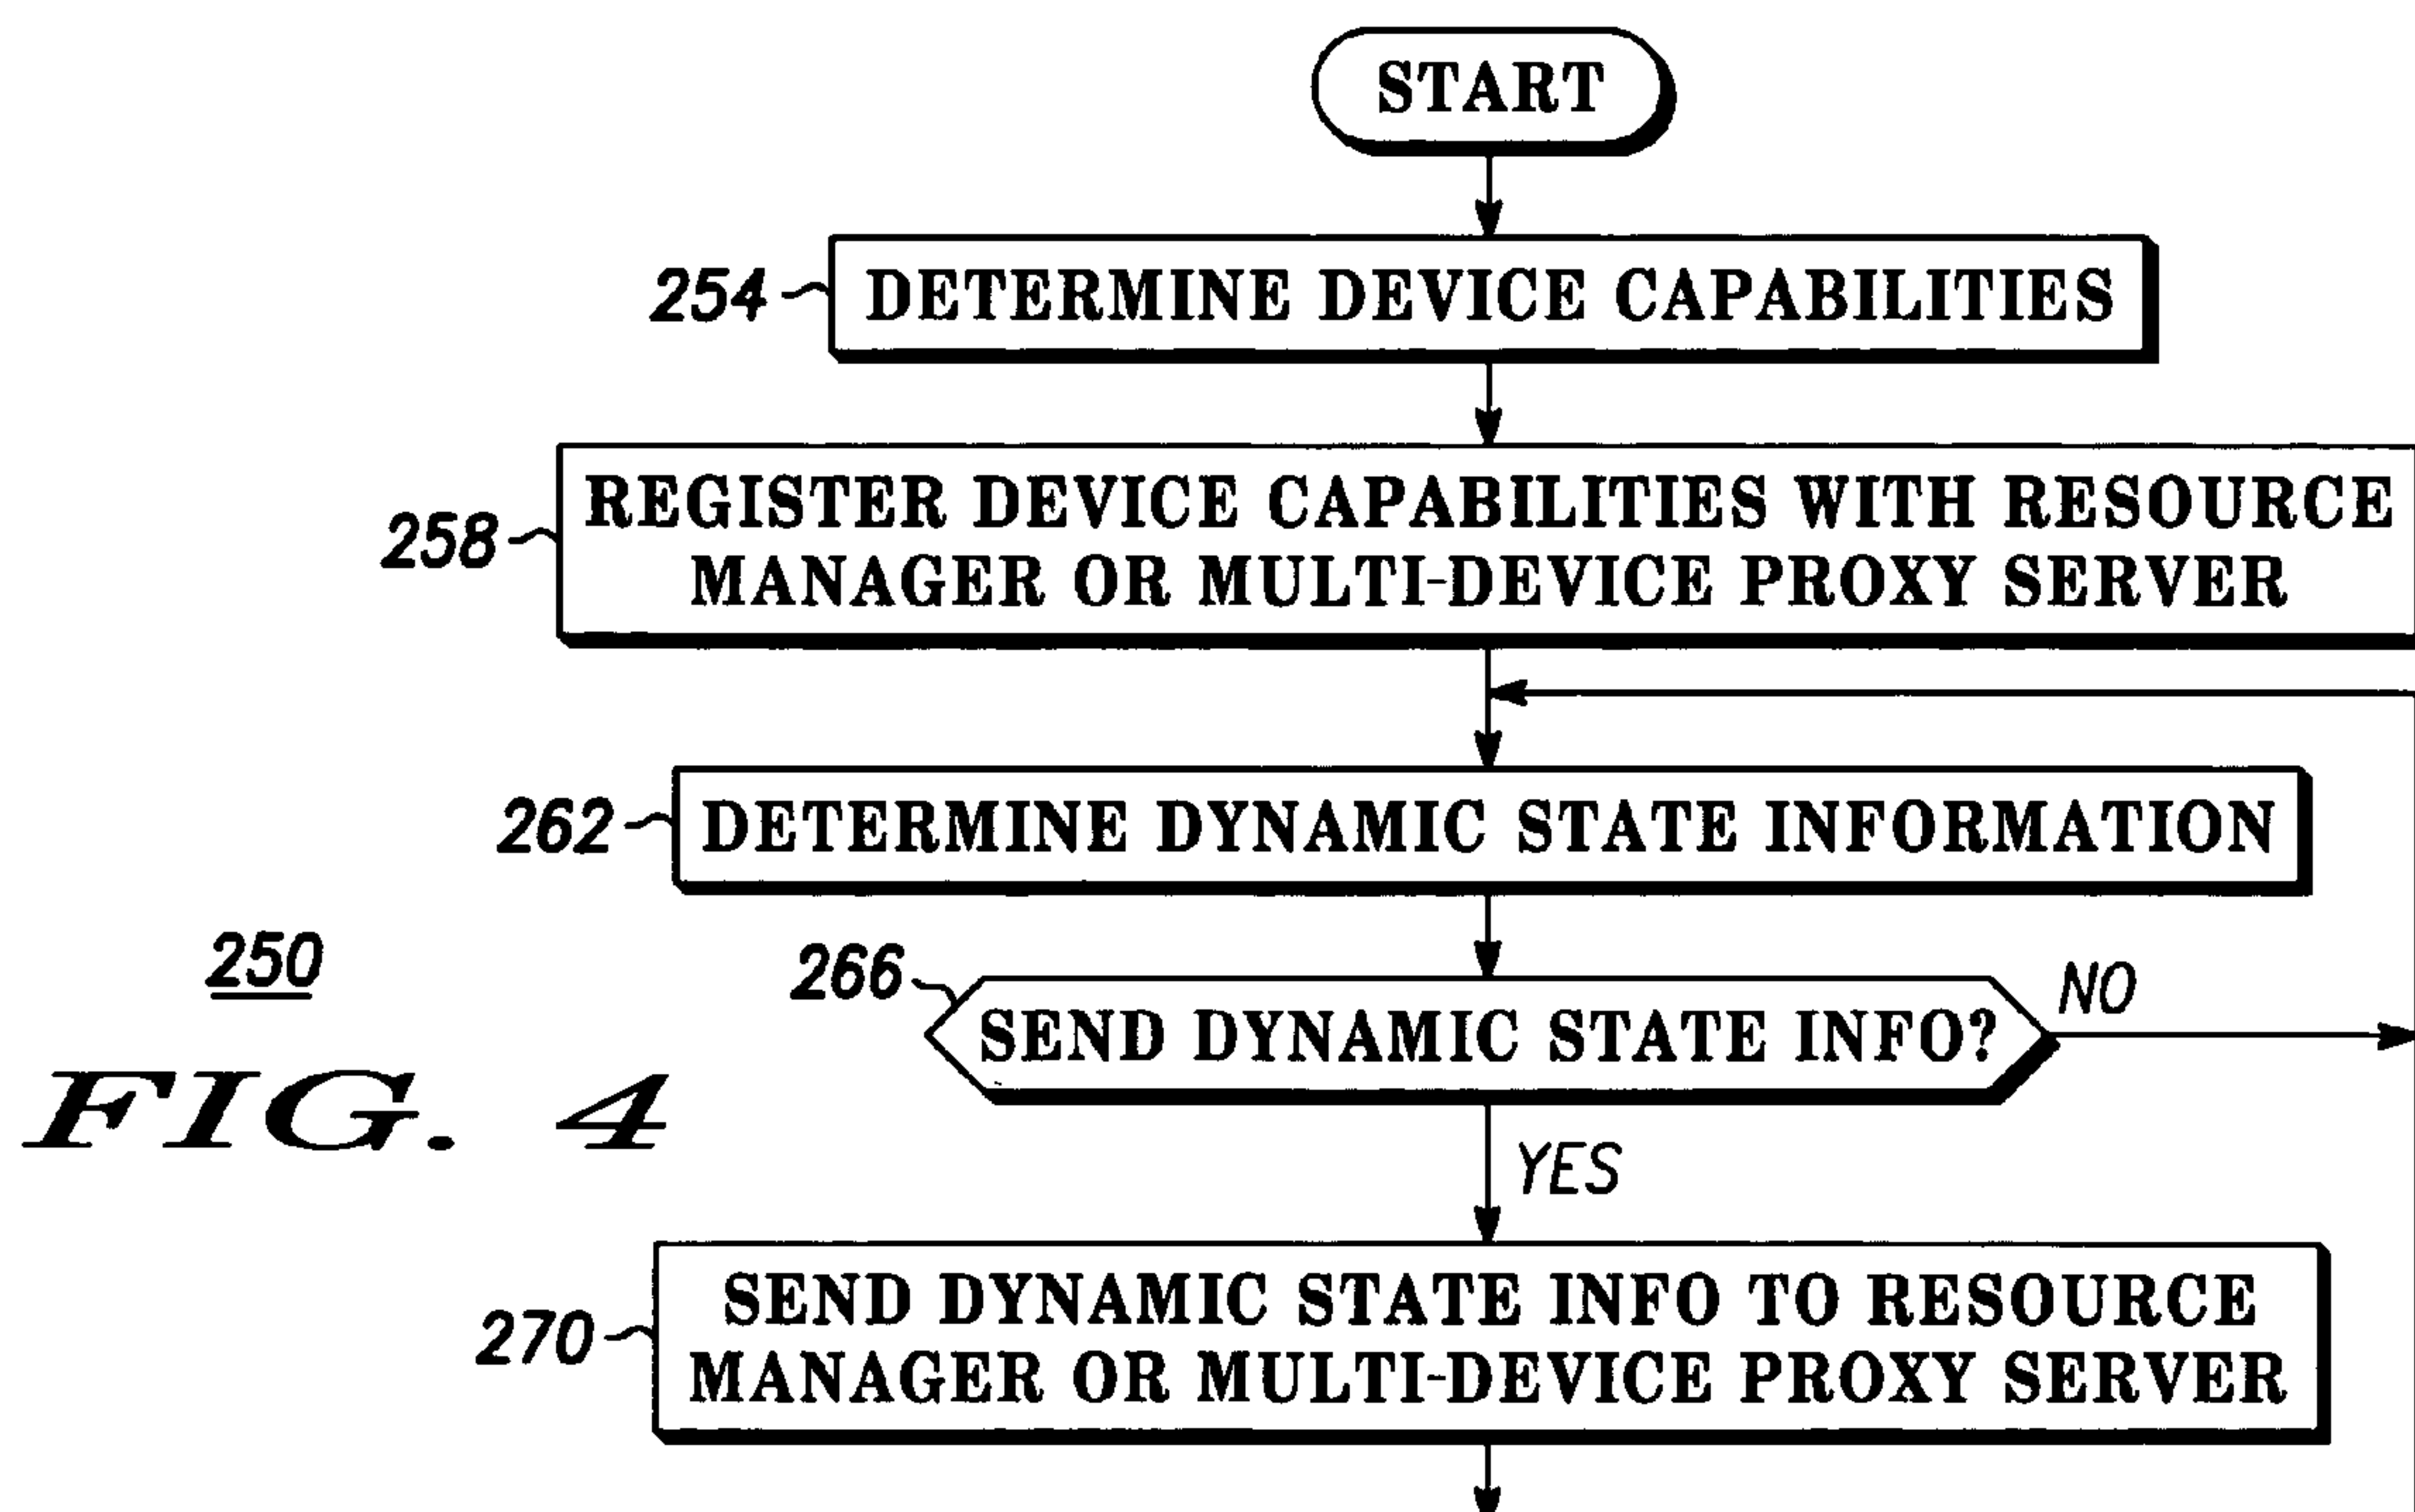 START
254
DETERMINE DEVICE CAPABILITIES
258
REGISTER DEVICE CAPABILITIES WITH RESOURCE
MANAGER OR MULTI-DEVICE PROXY SERVER
262
DETERMINE DYNAMIC STATE INFORMATION
250
FIG. 4
266
SEND DYNAMIC STATE INFO?
NO
YES
270
SEND DYNAMIC STATE INFO TO RESOURCE
MANAGER OR MULTI-DEVICE PROXY SERVER